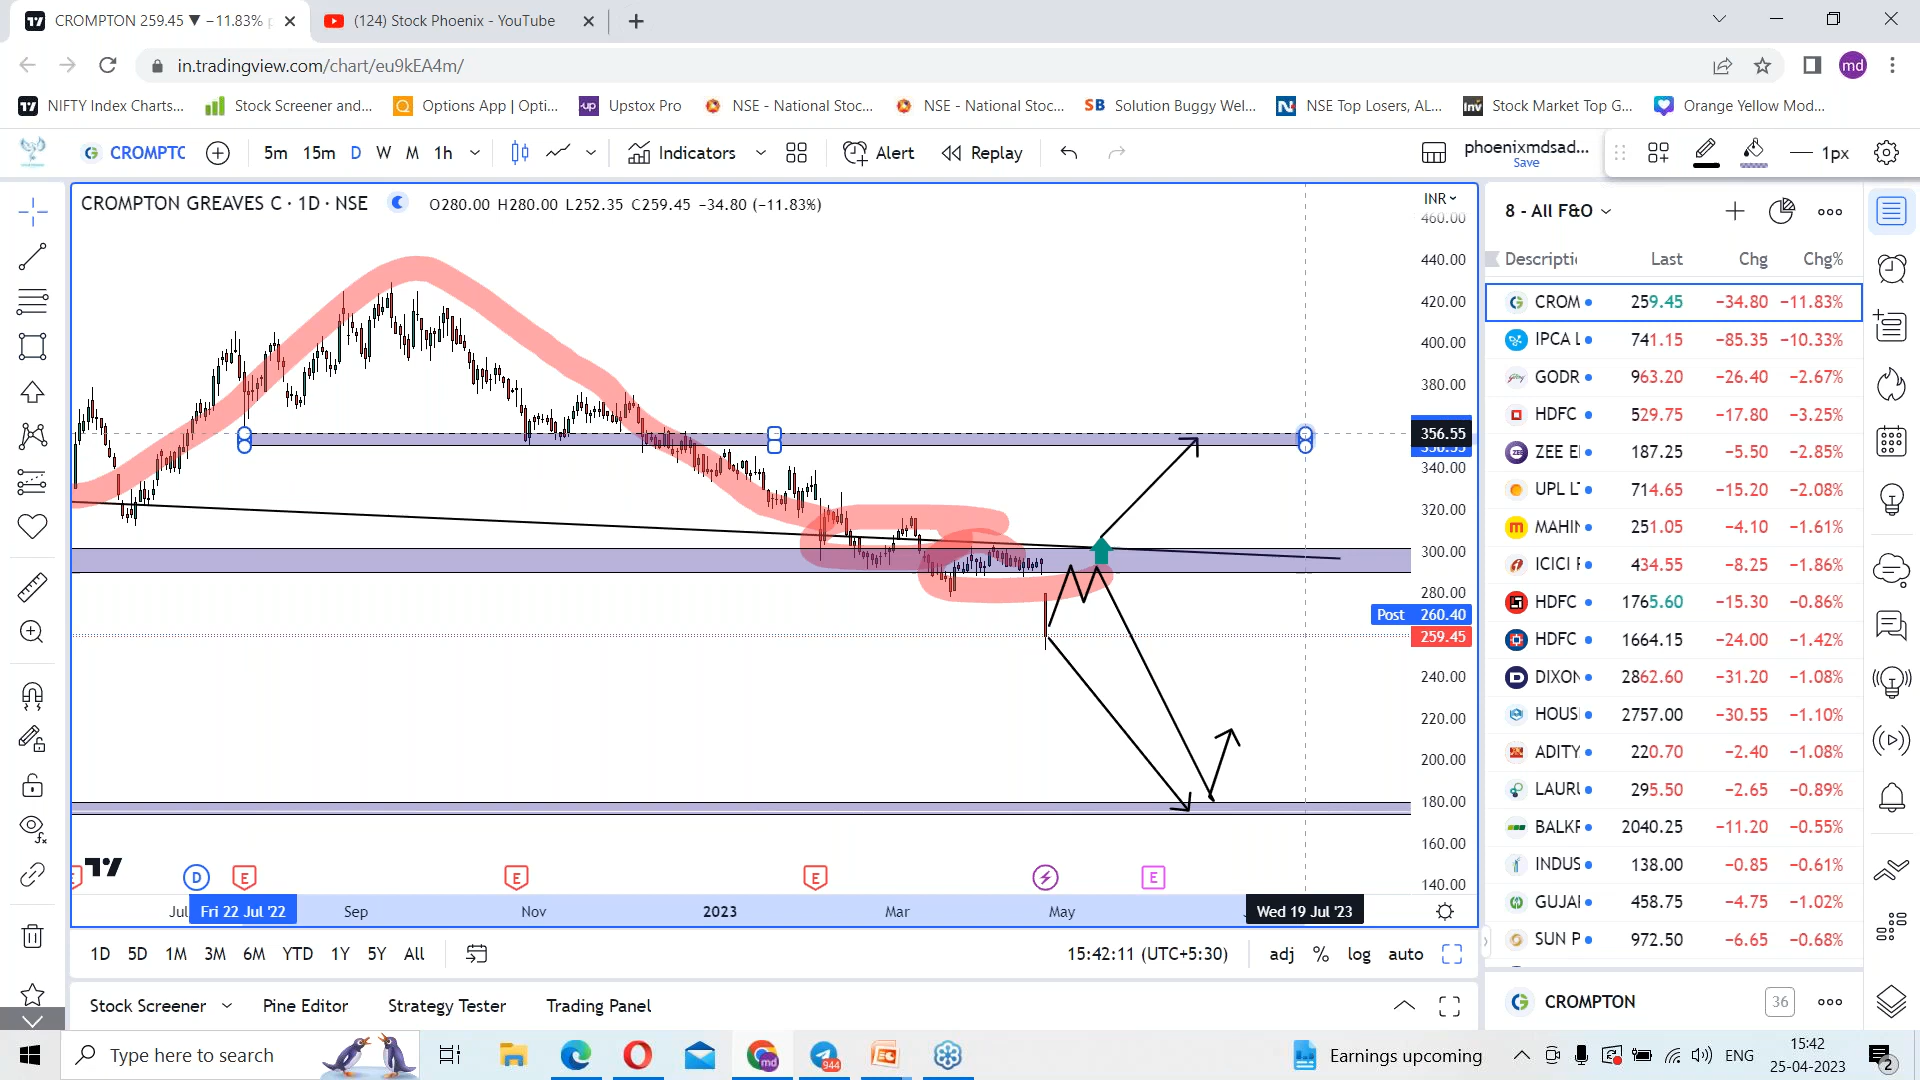 CROMPTON 259.45 ▼ −11.83%
(124) Stock Phoenix - YouTube
in.tradingview.com/chart/eu9kEA4m/
md
NIFTY Index Charts...
Stock Screener and...
Options App | Opti...
up
Upstox Pro
NSE - National Stoc...
NSE - National Stoc...
SB
Solution Buggy Wel...
NSE Top Losers, AL...
Inv
Stock Market Top G...
Orange Yellow Mod...
CROMPTC
5m 15m D W M 1h
Indicators
Alert
Replay
phoenixmdsad...
Save
1px
CROMPTON GREAVES C · 1D · NSE
O280.00 H280.00 L252.35 C259.45 −34.80 (−11.83%)
INR
460.00
440.00
420.00
400.00
380.00
356.55
340.00
320.00
300.00
280.00
Post 260.40
259.45
240.00
220.00
200.00
180.00
160.00
140.00
D
E
E
E
E
Jul
Fri 22 Jul '22
Sep
Nov
2023
Mar
May
Wed 19 Jul '23
1D 5D 1M 3M 6M YTD 1Y 5Y All
15:42:11 (UTC+5:30)
adj % log auto
Stock Screener
Pine Editor
Strategy Tester
Trading Panel
8 - All F&O
Descripti Last Chg Chg%
CROM 259.45 −34.80 −11.83%
IPCA L 741.15 −85.35 −10.33%
GODR 963.20 −26.40 −2.67%
HDFC 529.75 −17.80 −3.25%
ZEE E 187.25 −5.50 −2.85%
UPL LT 714.65 −15.20 −2.08%
MAHIN 251.05 −4.10 −1.61%
ICICI 434.55 −8.25 −1.86%
HDFC 1765.60 −15.30 −0.86%
HDFC 1664.15 −24.00 −1.42%
DIXON 2862.60 −31.20 −1.08%
HOUSI 2757.00 −30.55 −1.10%
ADITY 220.70 −2.40 −1.08%
LAURU 295.50 −2.65 −0.89%
BALKR 2040.25 −11.20 −0.55%
INDUS 138.00 −0.85 −0.61%
GUJA 458.75 −4.75 −1.02%
SUN P 972.50 −6.65 −0.68%
CROMPTON
36
Type here to search
944
Earnings upcoming
ENG
15:42
25-04-2023
2